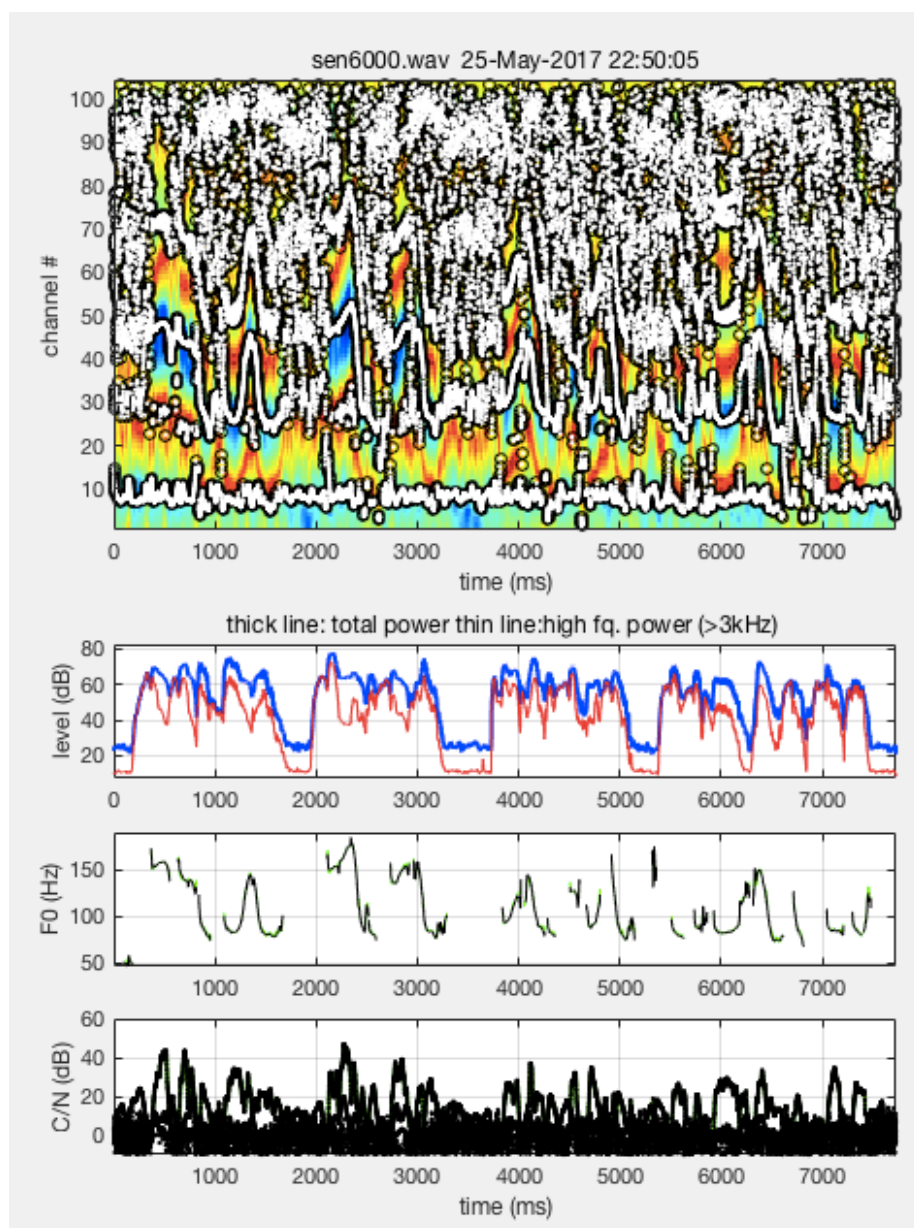 sen6000.wav  25-May-2017 22:50:05
100
90
80
70
60
50
40
30
20
10
channel #
0 1000 2000 3000 4000 5000 6000 7000
time (ms)
thick line: total power thin line:high fq. power (>3kHz)
80
60
40
20
level (dB)
0 1000 2000 3000 4000 5000 6000 7000
150
100
50
F0 (Hz)
1000 2000 3000 4000 5000 6000 7000
60
40
20
0
C/N (dB)
1000 2000 3000 4000 5000 6000 7000
time (ms)